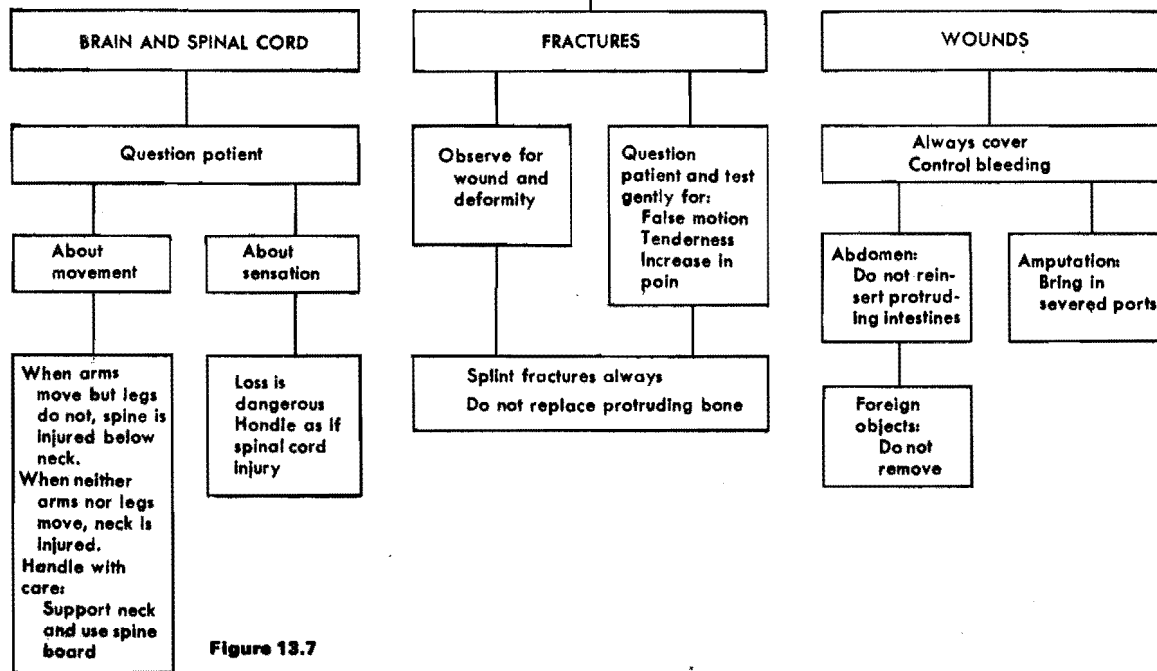 BRAIN AND SPINAL CORD
Question potient
About
movement
When arms
move but legs
do not, spine is
injured below
neck.
When neither
arms nor legs
move, neck is
injured.
Handle with
care:
Support neck
and use spine
board
About
sensation
Loss is
dangerous
Hondie as if
spinal cord
injury
FRACTURES
Observe for
wound and
deformity
Question
patient and test
gently for:
False motion
Tenderness
Increase in
poin
Splint fractures always
Do not replace protruding bone
WOUNDS
Always cover
Control bleeding
Abdomen:
Do not rein-
sert protrud-
ing intestines
Foreign
objects:
Do not
remove
Amputation:
Bring in
severed ports
Figure 13.7